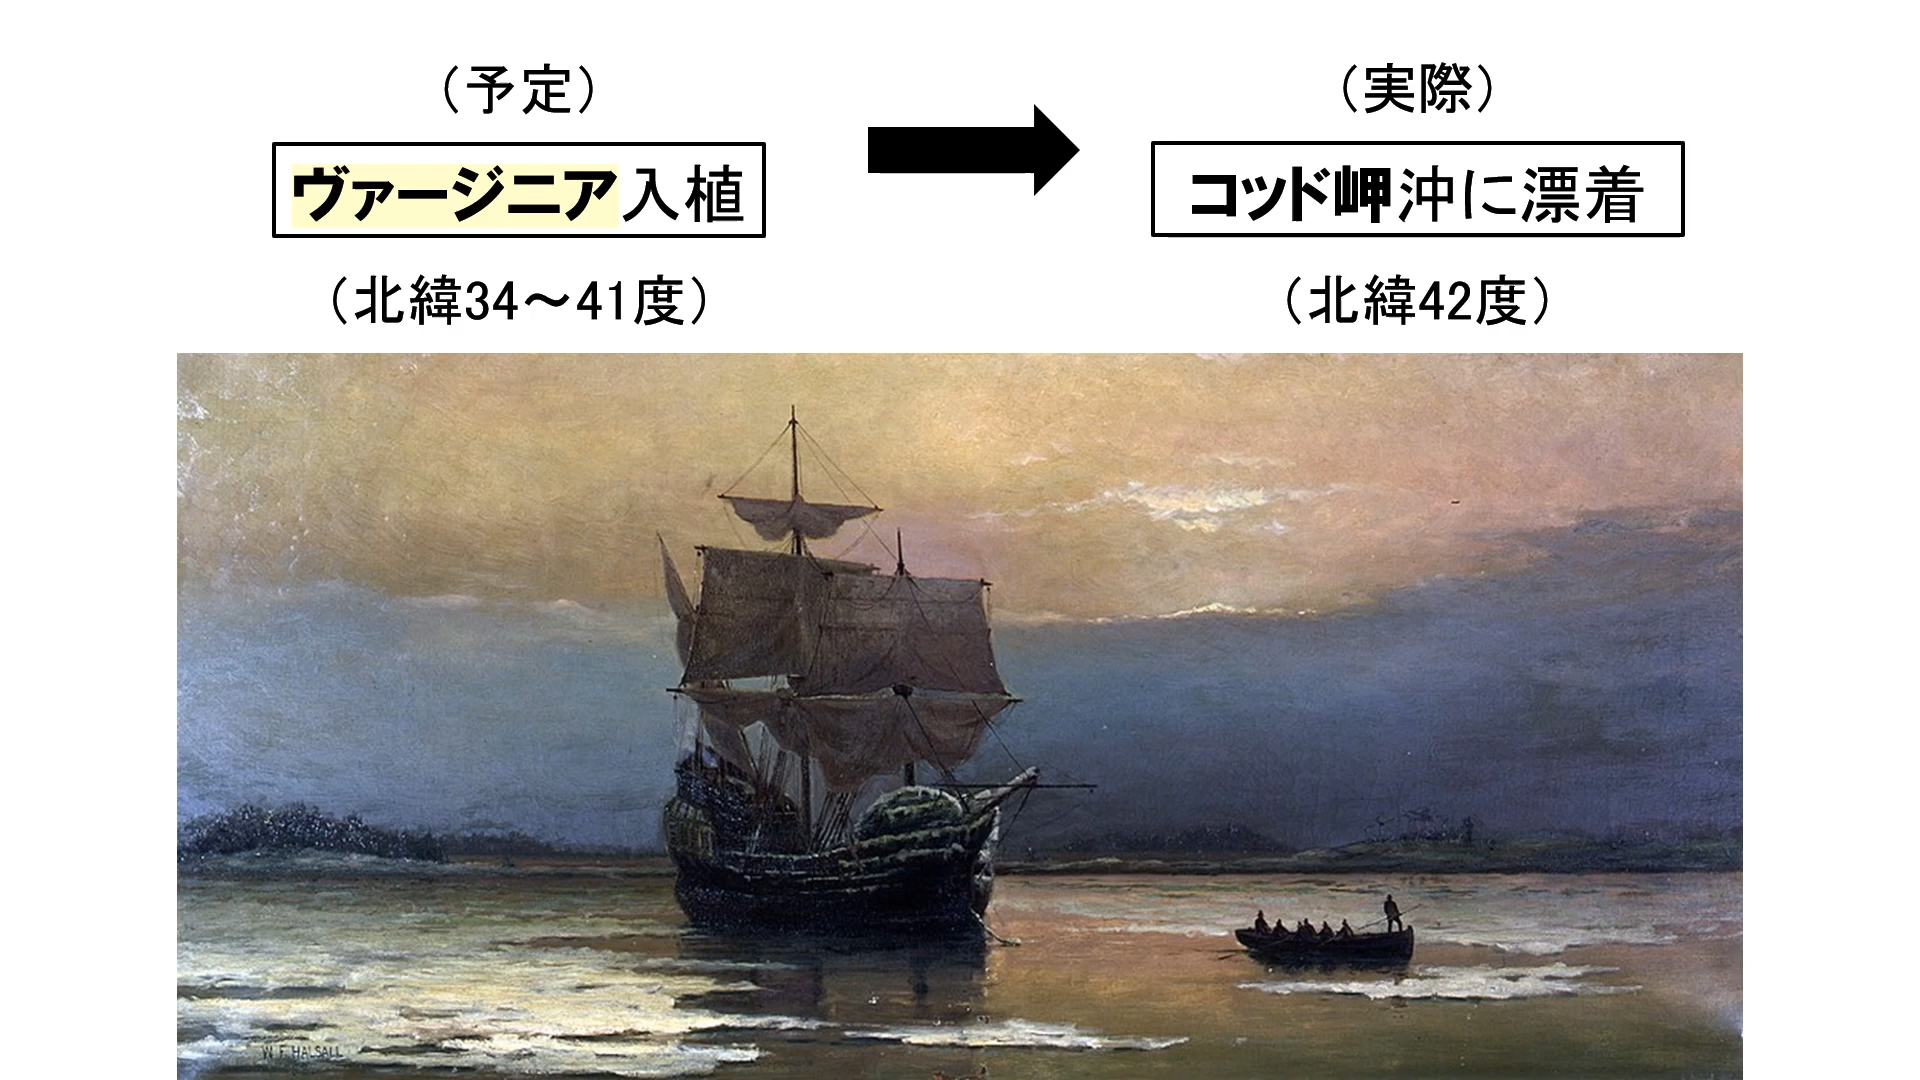 （予定）
ヴァージニア入植
（北緯34～41度）
（実際）
コッド岬沖に漂着
（北緯42度）
W F HALSALL